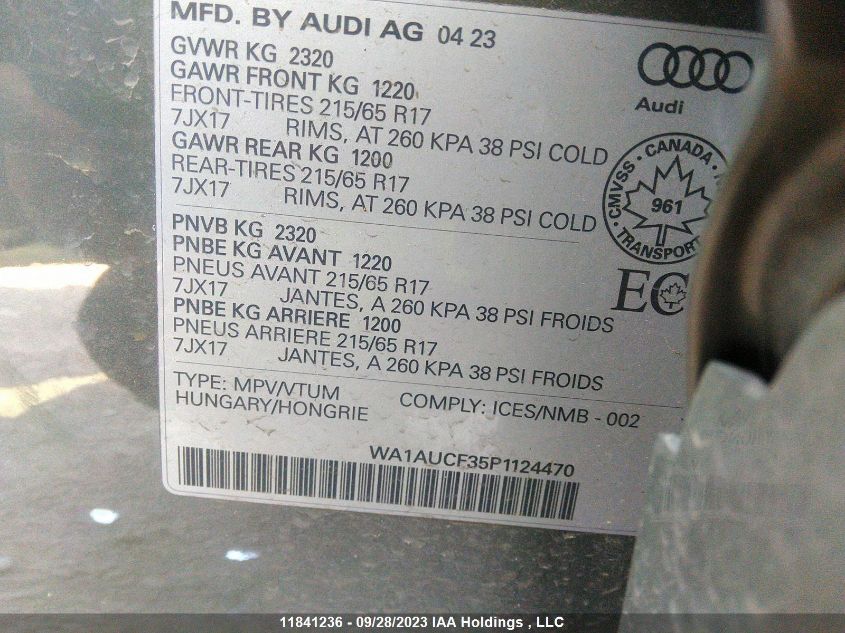 MFD. BY AUDI AG 04 23
GVWR KG 2320
GAWR FRONT KG 1220
FRONT-TIRES 215/65 R17
7JX17 RIMS, AT 260 KPA 38 PSI COLD
GAWR REAR KG 1200
REAR-TIRES 215/65 R17
7JX17 RIMS, AT 260 KPA 38 PSI COLD
Audi
CMVSS · CANADA ·
961
TRANSPORT
PNVB KG 2320
PNBE KG AVANT 1220
PNEUS AVANT 215/65 R17
7JX17 JANTES, A 260 KPA 38 PSI FROIDS
PNBE KG ARRIERE 1200
PNEUS ARRIERE 215/65 R17
7JX17 JANTES, A 260 KPA 38 PSI FROIDS
EC
TYPE: MPV/VTUM
HUNGARY/HONGRIE COMPLY: ICES/NMB - 002
WA1AUCF35P1124470
11841236 - 09/28/2023 IAA Holdings , LLC